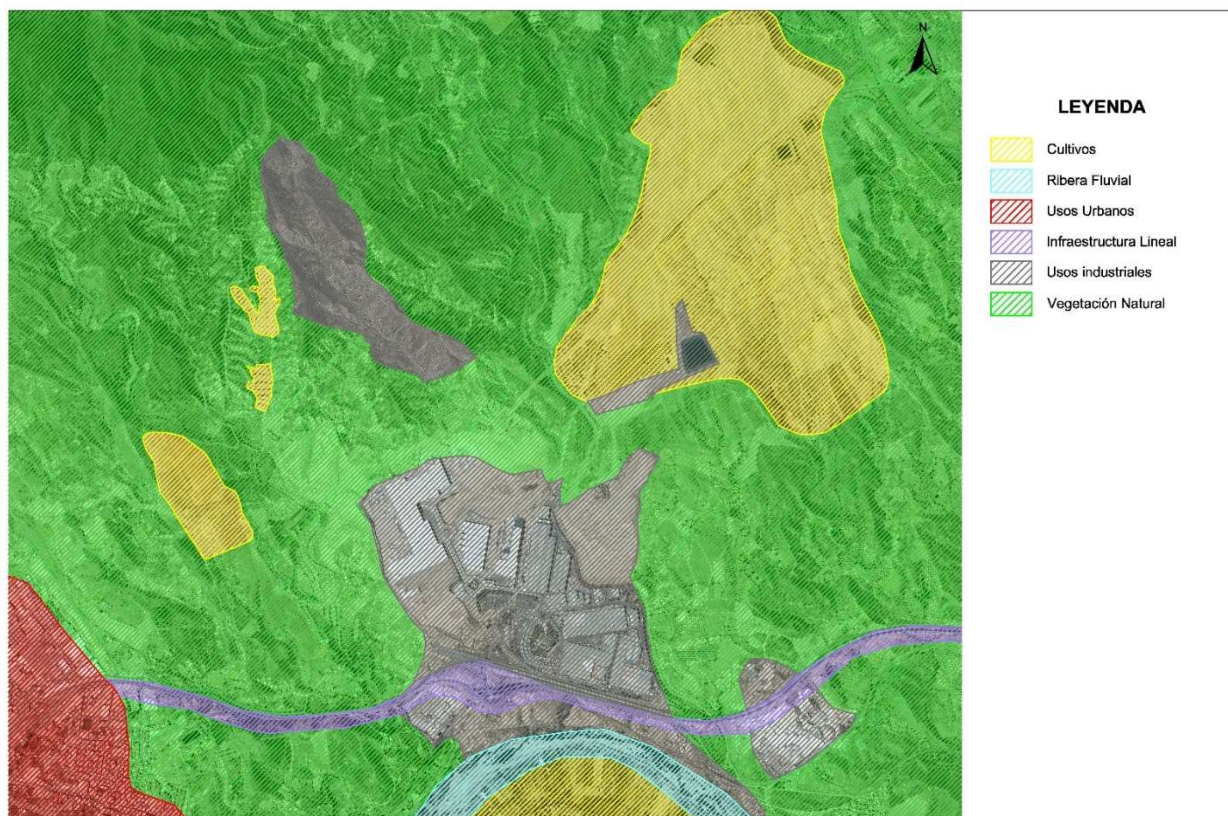 N
LEYENDA
Cultivos
Ribera Fluvial
Usos Urbanos
Infraestructura Lineal
Usos industriales
Vegetación Natural